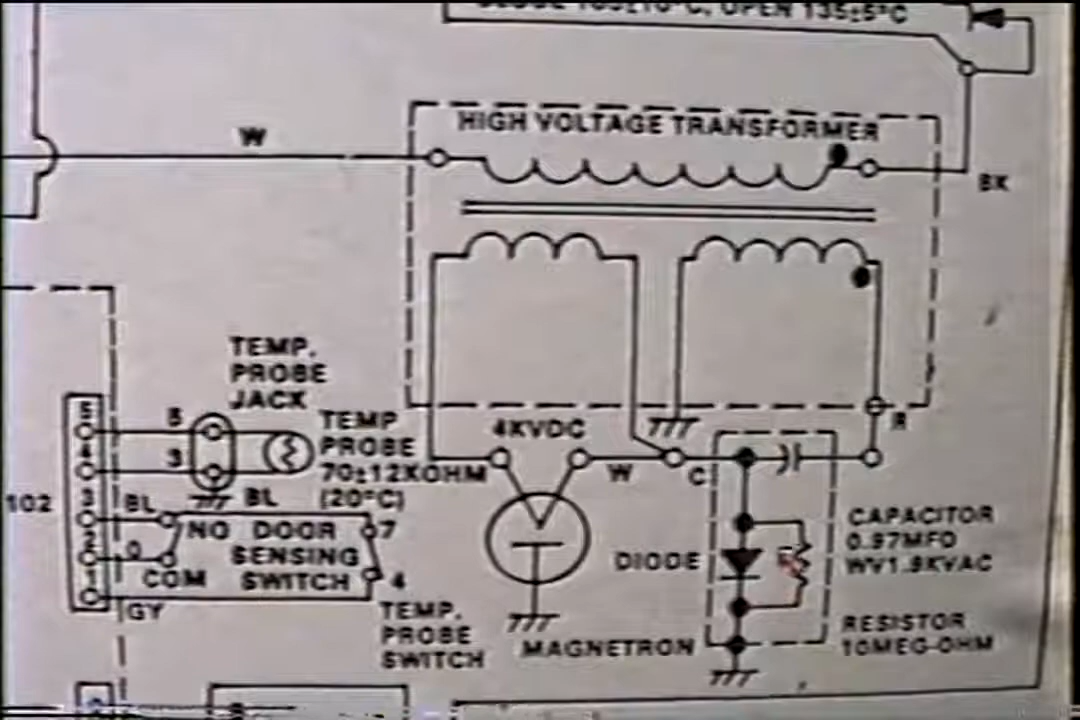 CLOSE 105±10°C, OPEN 135±5°C
HIGH VOLTAGE TRANSFORMER
W
BK
TEMP.
PROBE
JACK
TEMP
PROBE
70±12KOHM
(20°C)
4KVDC
R
W
C
5
4
3
2
1
5
3
102
BL
BL
O
GY
NO DOOR
SENSING
COM SWITCH
7
4
TEMP.
PROBE
SWITCH
DIODE
MAGNETRON
CAPACITOR
0.97MFD
WV1.9KVAC
RESISTOR
10MEG-OHM